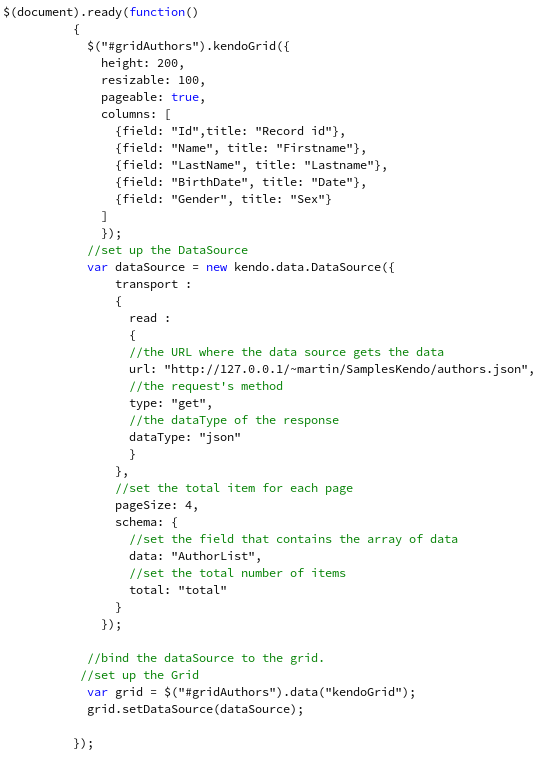 $(document).ready(function()
{
$("#gridAuthors").kendoGrid({
height: 200,
resizable: 100,
pageable: true,
columns: [
{field: "Id",title: "Record id"},
{field: "Name", title: "Firstname"},
{field: "LastName", title: "Lastname"},
{field: "BirthDate", title: "Date"},
{field: "Gender", title: "Sex"}
]
});
//set up the DataSource
var dataSource = new kendo.data.DataSource({
transport :
{
read :
{
//the URL where the data source gets the data
url: "http://127.0.0.1/~martin/SamplesKendo/authors.json",
//the request's method
type: "get",
//the dataType of the response
dataType: "json"
}
},
//set the total item for each page
pageSize: 4,
schema: {
//set the field that contains the array of data
data: "AuthorList",
//set the total number of items
total: "total"
}
});
//bind the dataSource to the grid.
//set up the Grid
var grid = $("#gridAuthors").data("kendoGrid");
grid.setDataSource(dataSource);
});